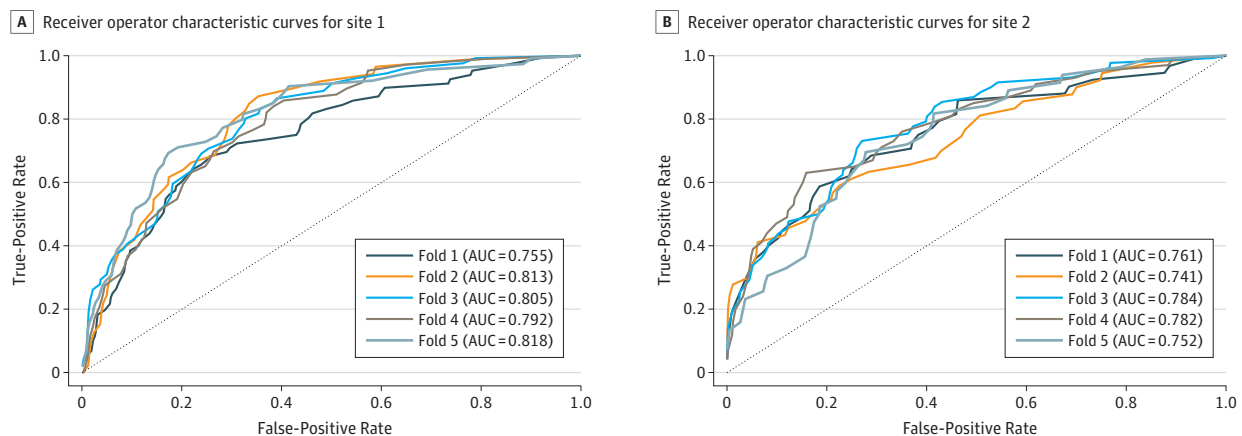 A Receiver operator characteristic curves for site 1
1.0
0.8
0.6
0.4
0.2
0
True-Positive Rate
Fold 1 (AUC=0.755)
Fold 2 (AUC=0.813)
Fold 3 (AUC=0.805)
Fold 4 (AUC=0.792)
Fold 5 (AUC=0.818)
0 0.2 0.4 0.6 0.8 1.0
False-Positive Rate
B Receiver operator characteristic curves for site 2
1.0
0.8
0.6
0.4
0.2
0
True-Positive Rate
Fold 1 (AUC=0.761)
Fold 2 (AUC=0.741)
Fold 3 (AUC=0.784)
Fold 4 (AUC=0.782)
Fold 5 (AUC=0.752)
0 0.2 0.4 0.6 0.8 1.0
False-Positive Rate